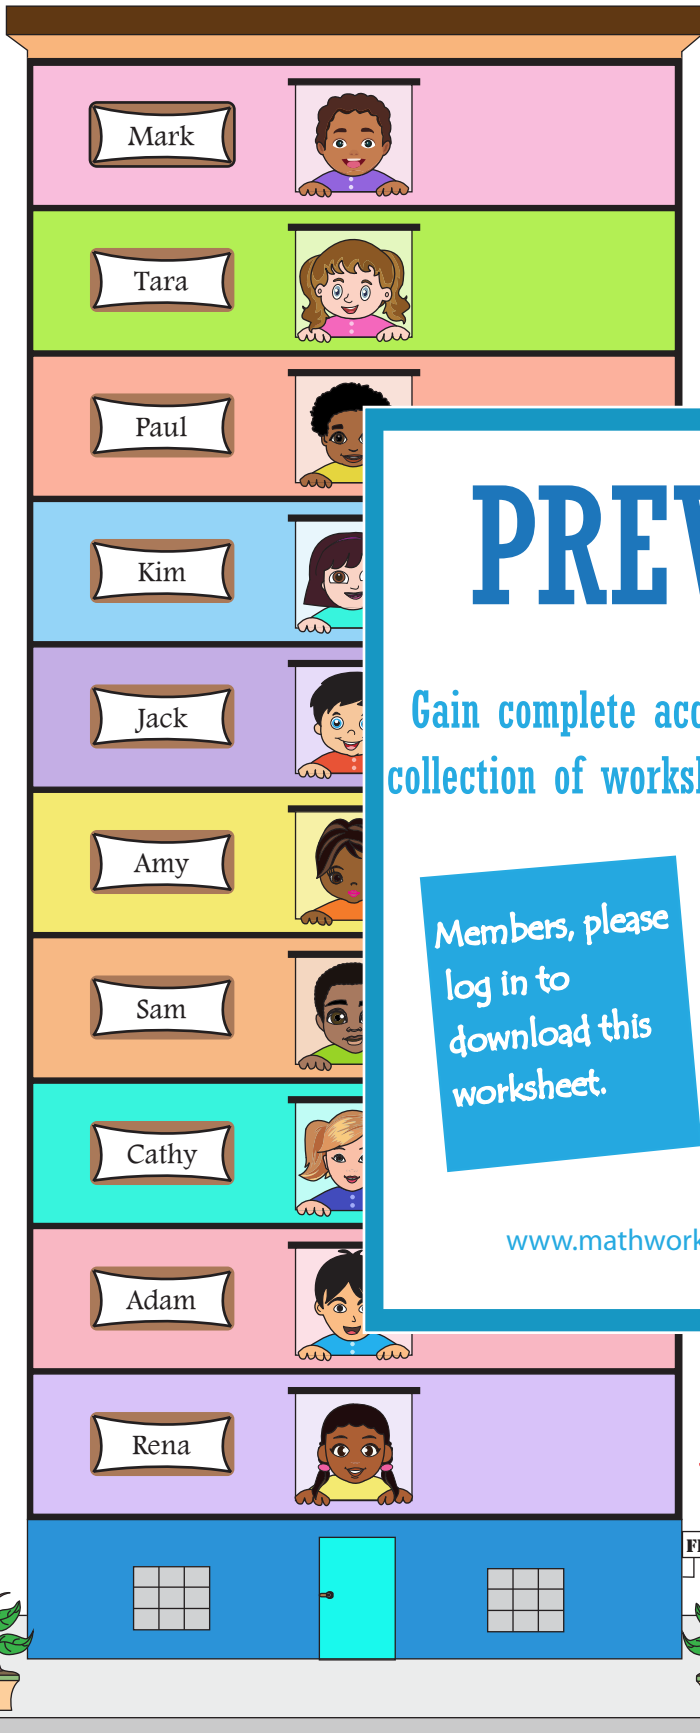 Mark
Tara
Paul
Kim
Jack
Amy
Sam
Cathy
Adam
Rena
PREV
Gain complete acc
collection of works
Members, please
log in to
download this
worksheet.
www.mathwork